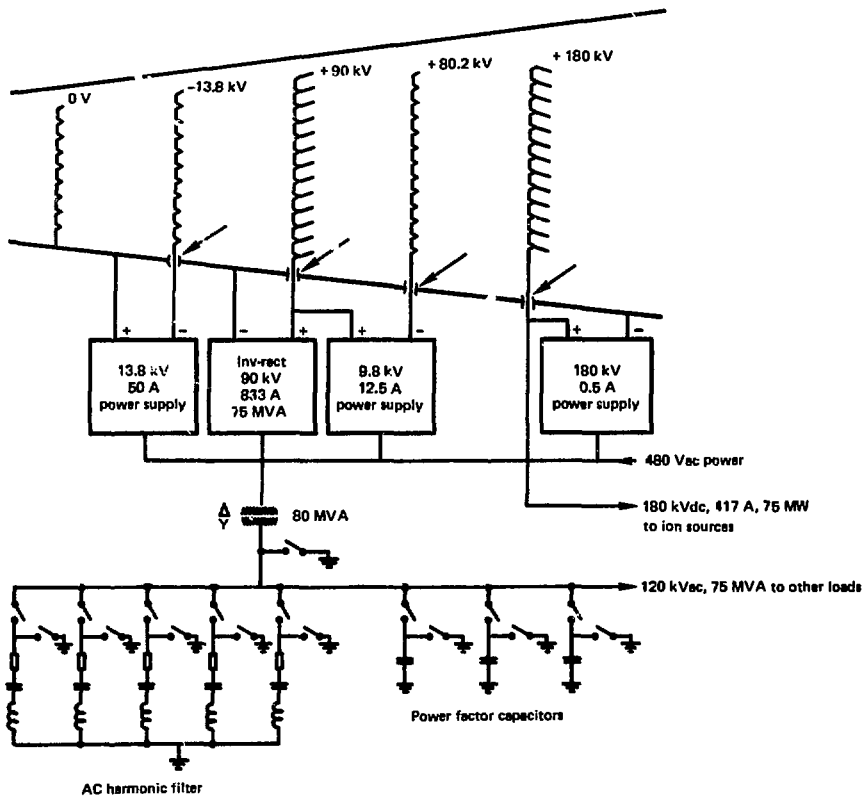 0 V
-13.8 kV
+ 90 kV
+ 80.2 kV
+ 180 kV
+ −
− +
−
+ −
13.8 kV
50 A
power supply
Inv-rect
90 kV
833 A
75 MVA
9.8 kV
12.5 A
power supply
180 kV
0.5 A
power supply
480 Vac power
180 kVdc, 417 A, 75 MW
to ion sources
Δ
Y
80 MVA
120 kVac, 75 MVA to other loads
Power factor capacitors
AC harmonic filter